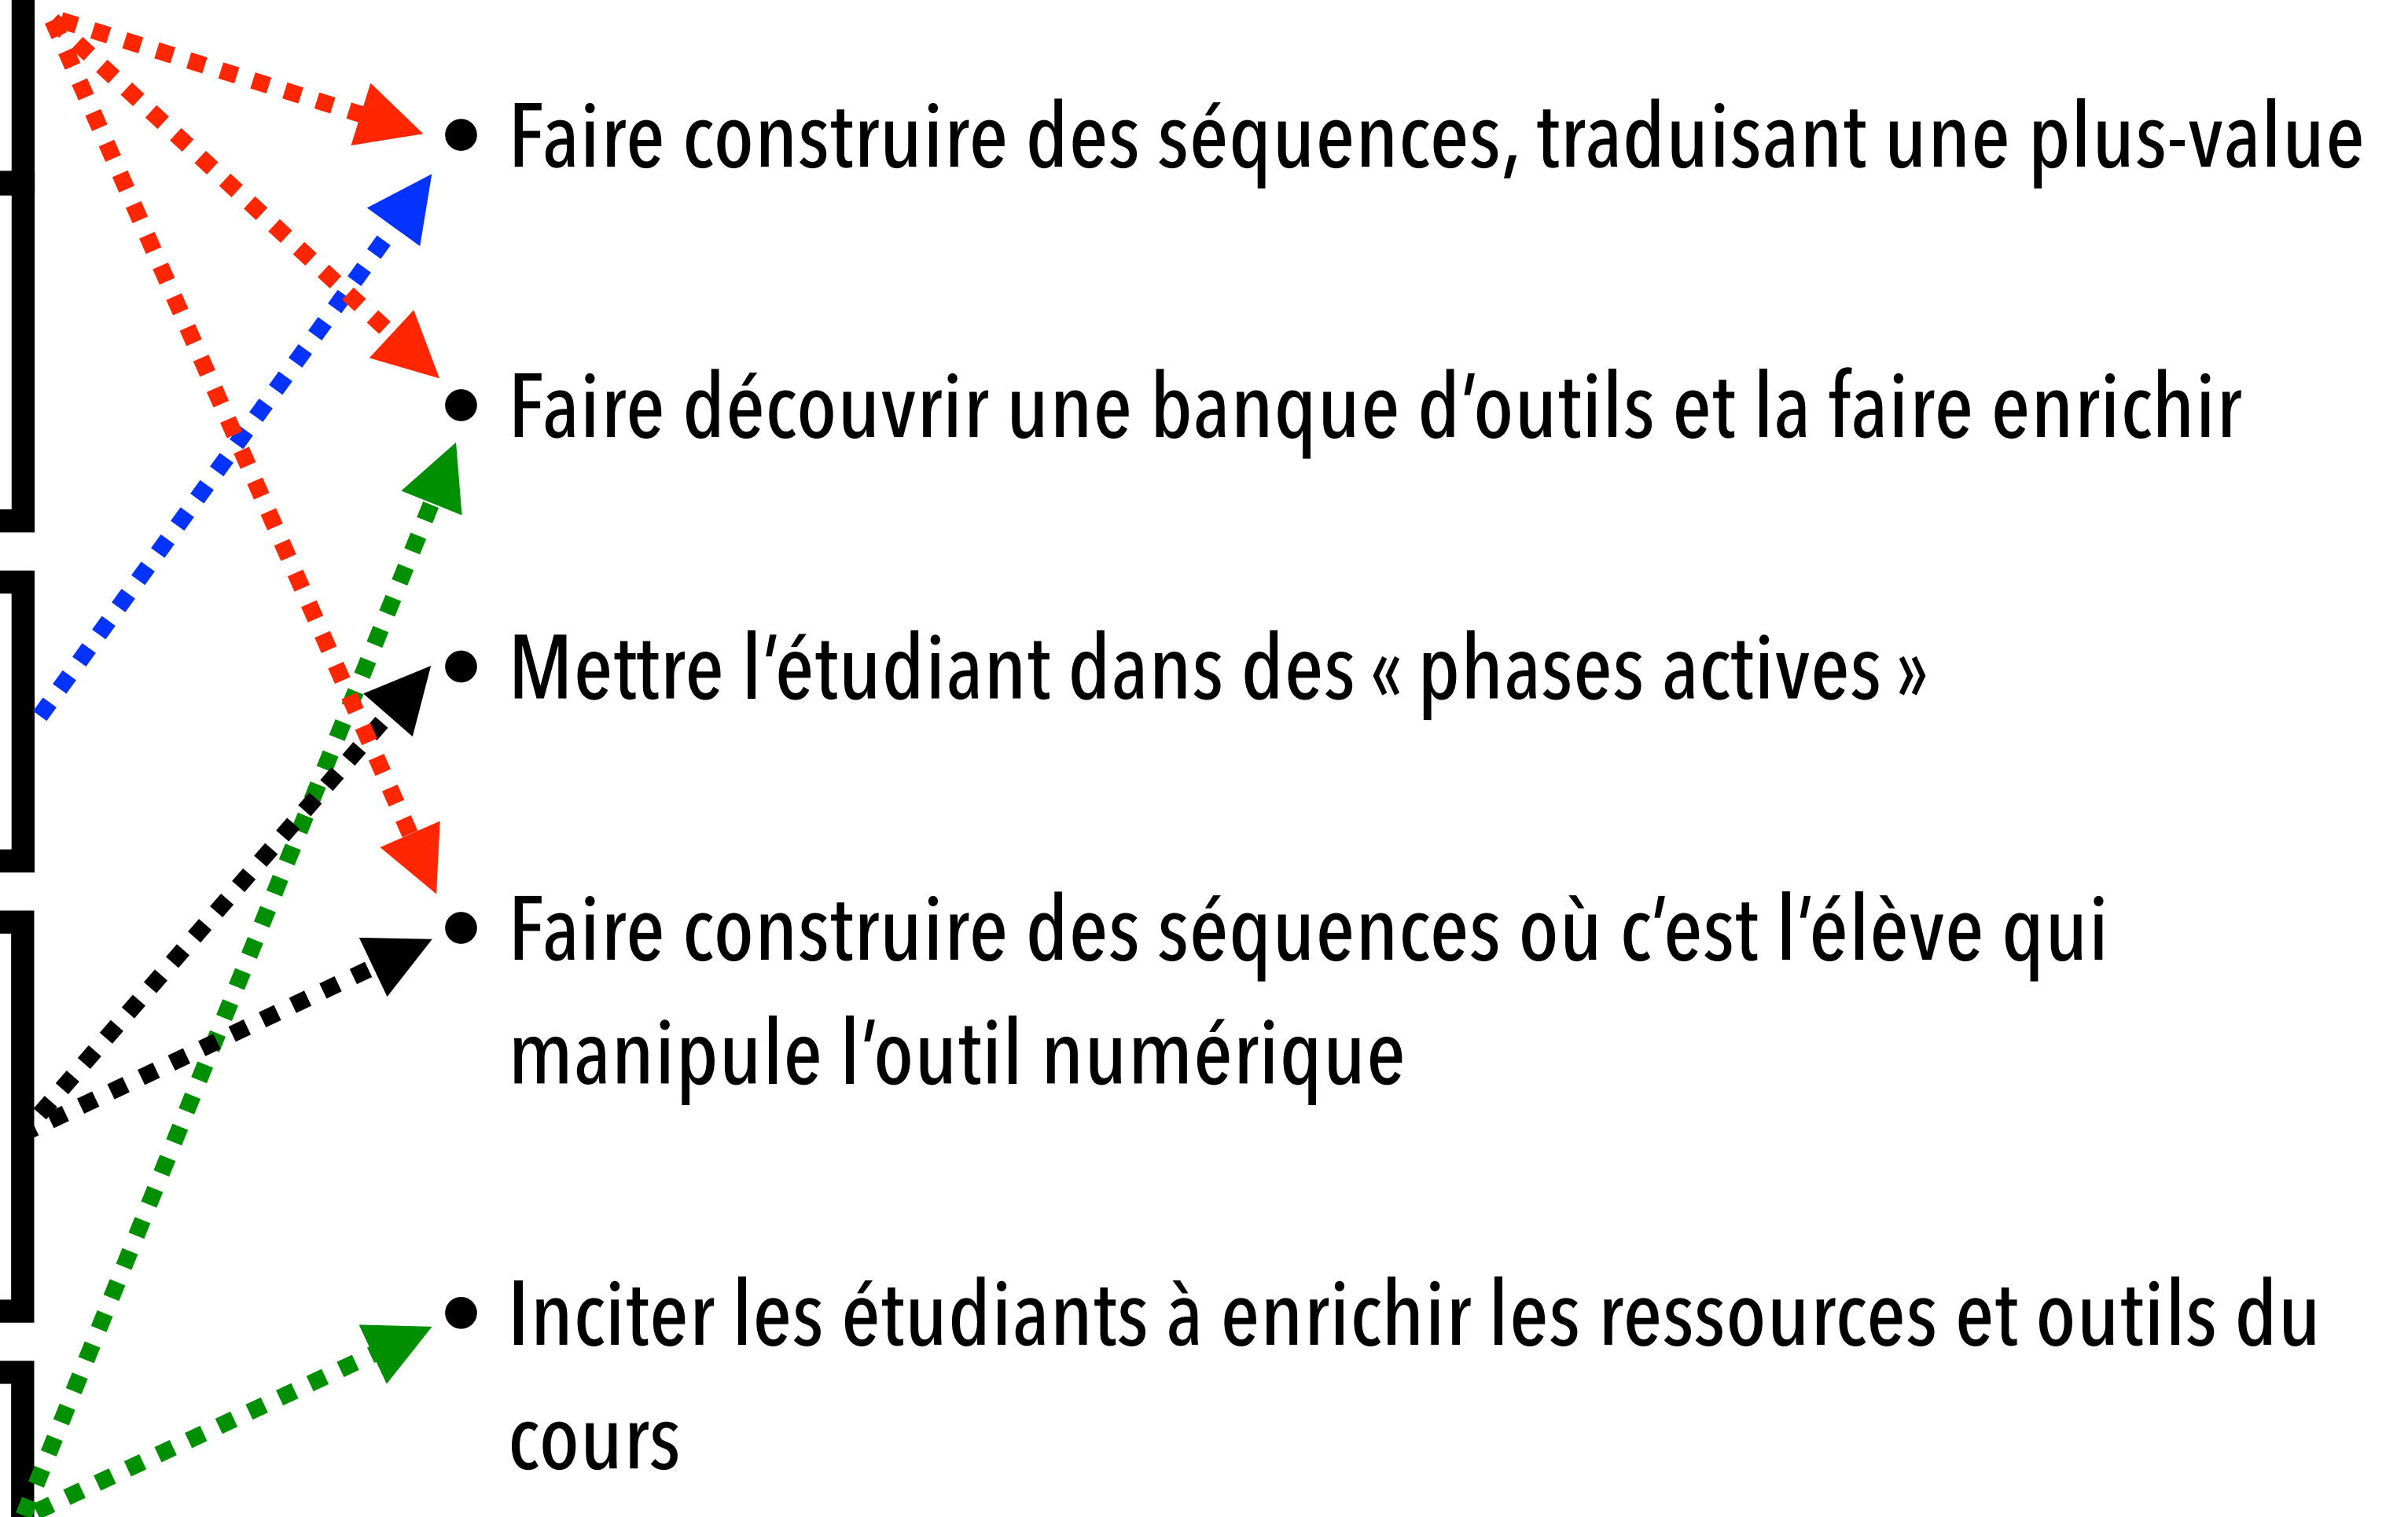 • Faire construire des séquences, traduisant une plus-value
• Faire découvrir une banque d’outils et la faire enrichir
• Mettre l’étudiant dans des « phases actives »
• Faire construire des séquences où c’est l’élève qui
manipule l’outil numérique
• Inciter les étudiants à enrichir les ressources et outils du
cours